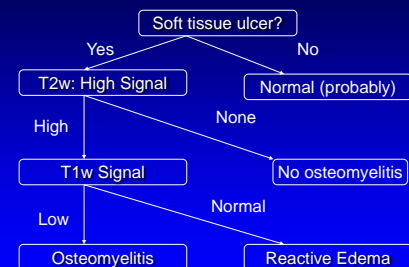 Soft tissue ulcer?
Yes
No
T2w: High Signal
Normal (probably)
High
None
T1w Signal
No osteomyelitis
Low
Normal
Osteomyelitis
Reactive Edema